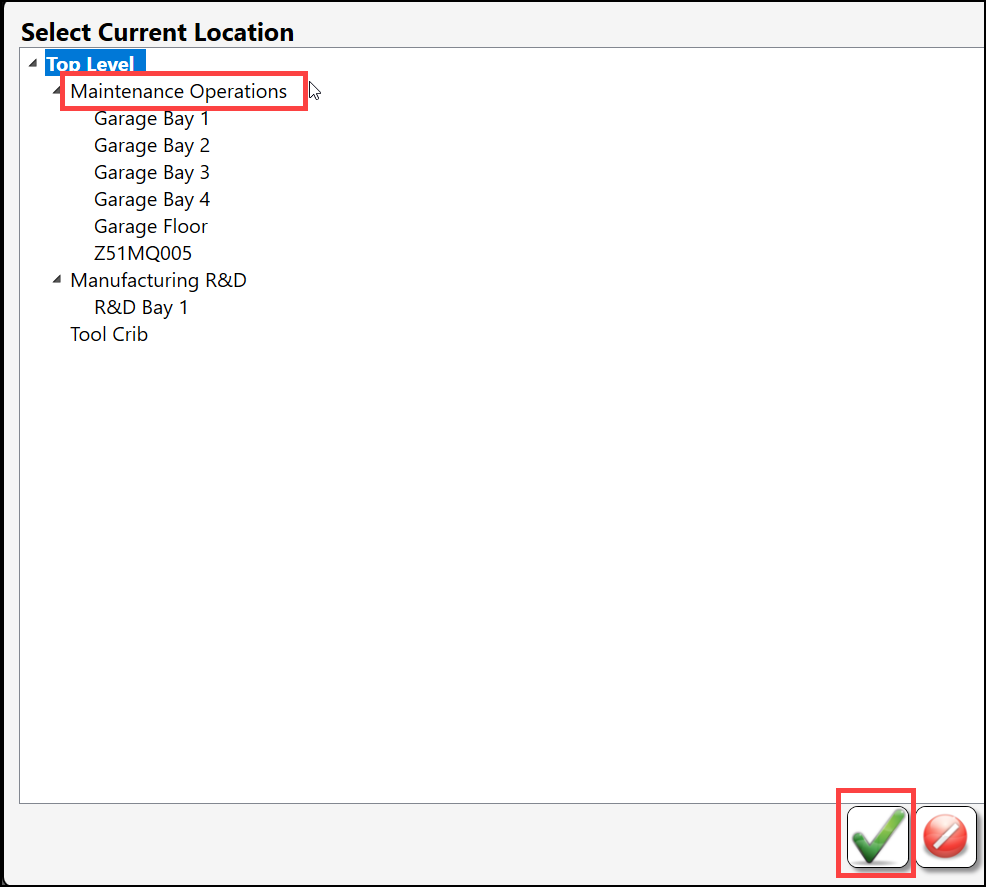 Select Current Location
Top Level
Maintenance Operations
Garage Bay 1
Garage Bay 2
Garage Bay 3
Garage Bay 4
Garage Floor
Z51MQ005
Manufacturing R&D
R&D Bay 1
Tool Crib